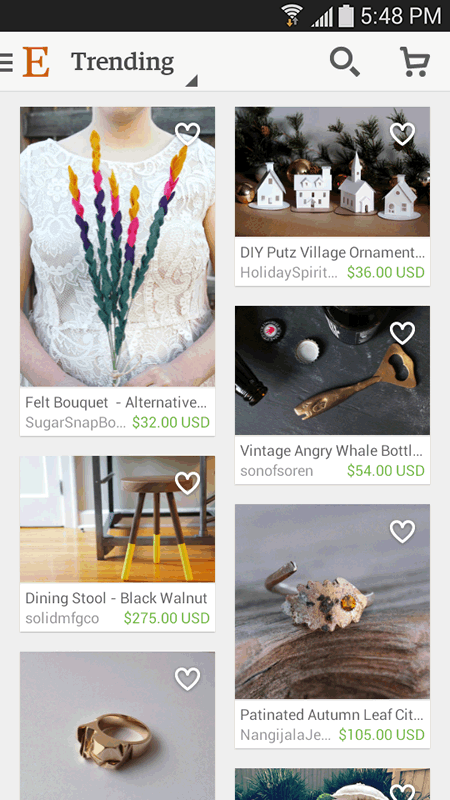 5:48 PM
E Trending
Felt Bouquet - Alternative...
SugarSnapBo... $32.00 USD
Dining Stool - Black Walnut
solidmfgco $275.00 USD
DIY Putz Village Ornament...
HolidaySpirit... $36.00 USD
Vintage Angry Whale Bottl...
sonofsoren $54.00 USD
Patinated Autumn Leaf Cit...
NangijalaJe... $105.00 USD